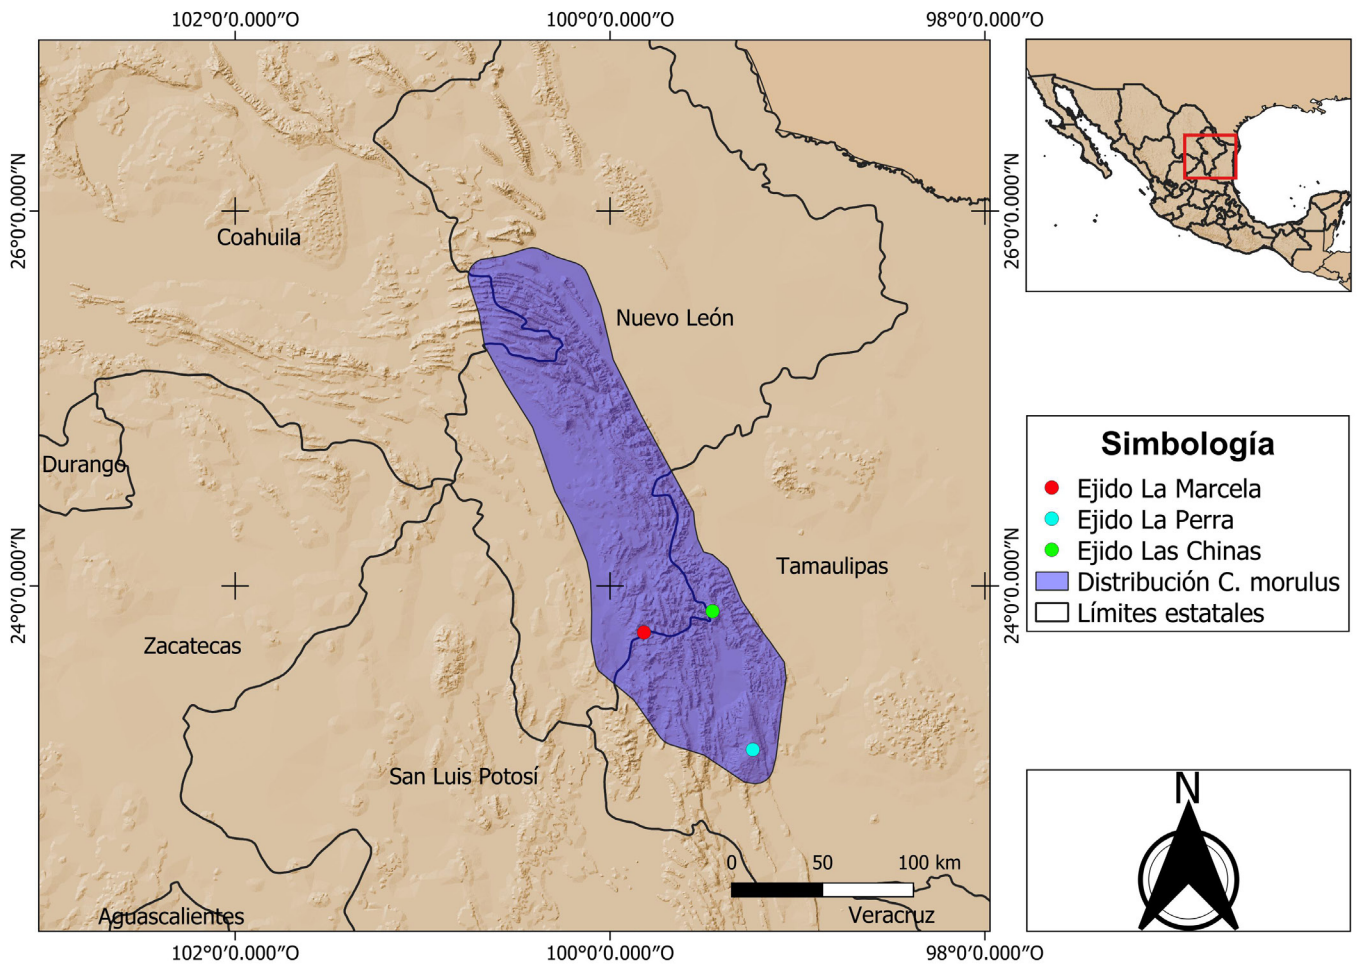 102°0′0.000″O
100°0′0.000″O
98°0′0.000″O
26°0′0.000″N
26°0′0.000″N
Coahuila
Nuevo León
Durango
24°0′0.000″N
24°0′0.000″N
Tamaulipas
Zacatecas
San Luis Potosí
0 50 100 km
Aguascalientes
Veracruz
102°0′0.000″O
100°0′0.000″O
98°0′0.000″O
Simbología
Ejido La Marcela
Ejido La Perra
Ejido Las Chinas
Distribución C. morulus
Límites estatales
N